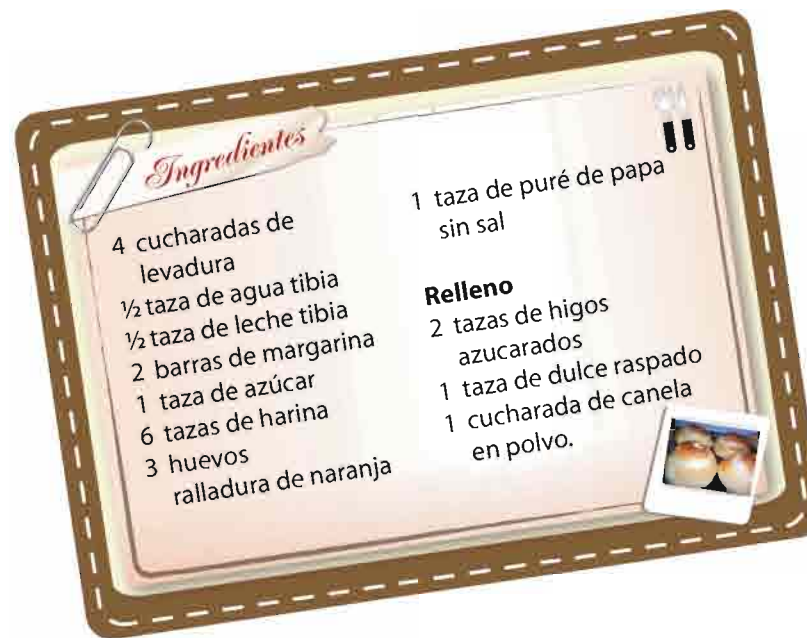 Ingredientes
4 cucharadas de
levadura
½ taza de agua tibia
½ taza de leche tibia
2 barras de margarina
1 taza de azúcar
6 tazas de harina
3 huevos
ralladura de naranja
1 taza de puré de papa
sin sal
Relleno
2 tazas de higos
azucarados
1 taza de dulce raspado
1 cucharada de canela
en polvo.